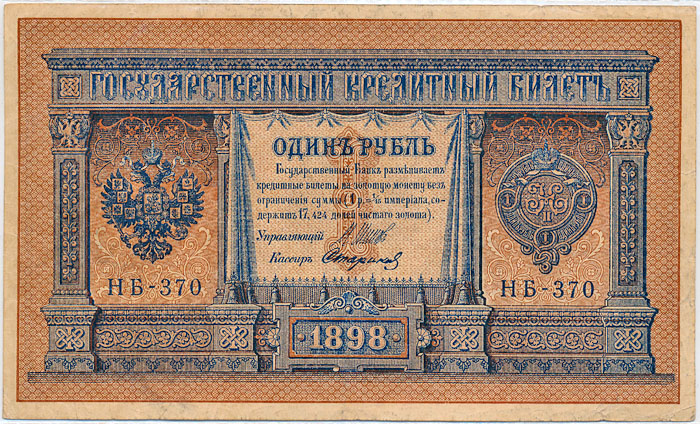 ГОСУДАРСТВЕННЫЙ КРЕДИТНЫЙ БИЛЕТЪ
ОДИНЪ РУБЛЬ
Государственный Банкъ размѣниваетъ
кредитные билеты на золотую монету безъ
ограниченія суммы (1 р.=1/15 имперіала, со-
держитъ 17,424 долей чистаго золота).
Управляющій
Кассиръ Стариковъ
НБ-370
НБ-370
1898